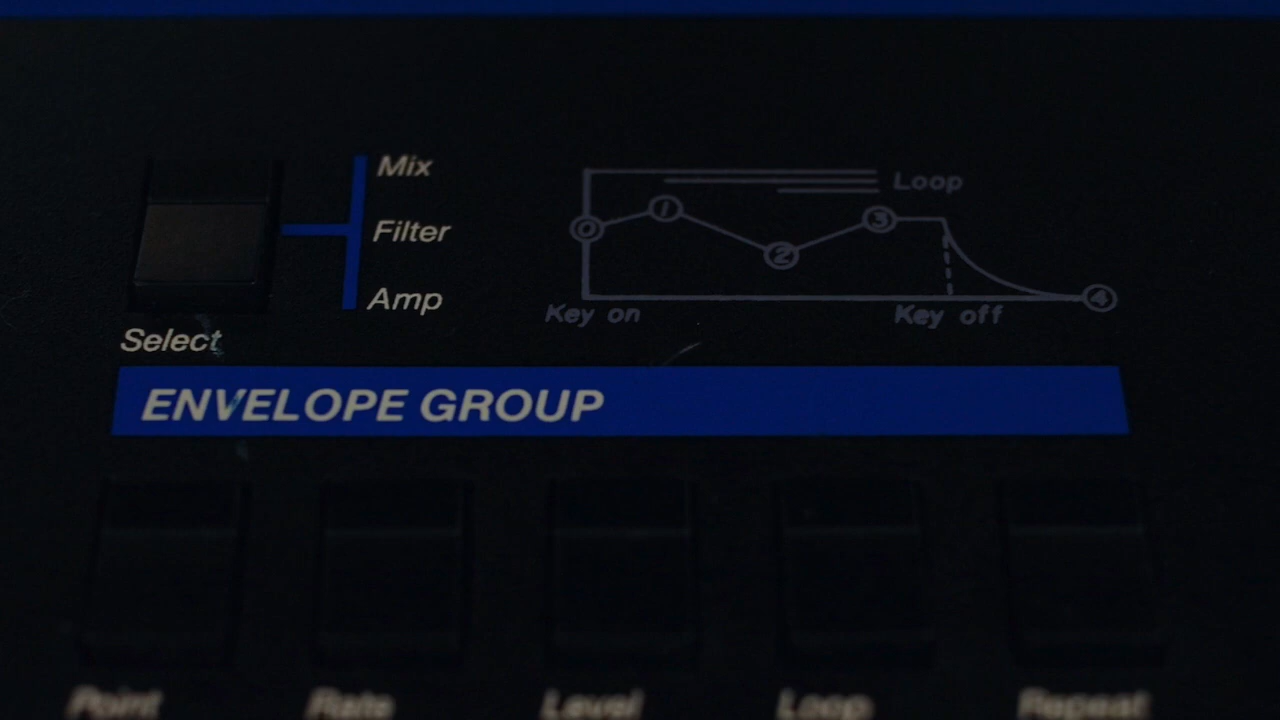 Mix
Filter
Amp
Select
Loop
0
1
2
3
4
Key on
Key off
ENVELOPE GROUP
Point
Rate
Level
Loop
Repeat